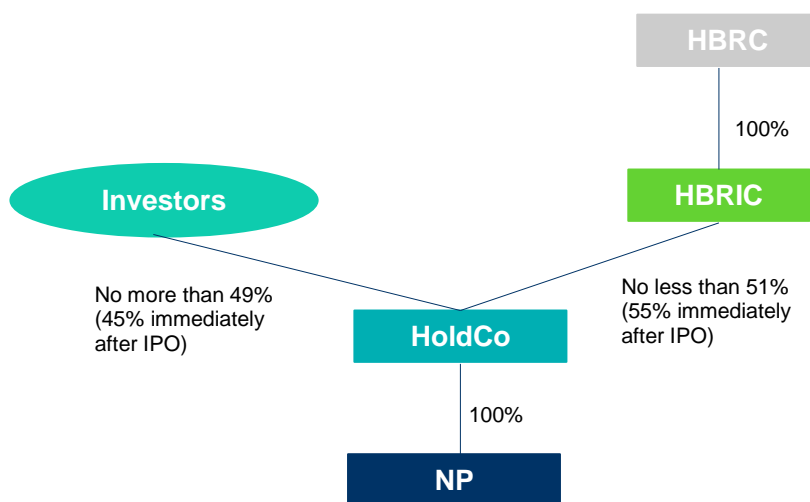 HBRC
100%
Investors
HBRIC
No more than 49%
(45% immediately
after IPO)
No less than 51%
(55% immediately
after IPO)
HoldCo
100%
NP